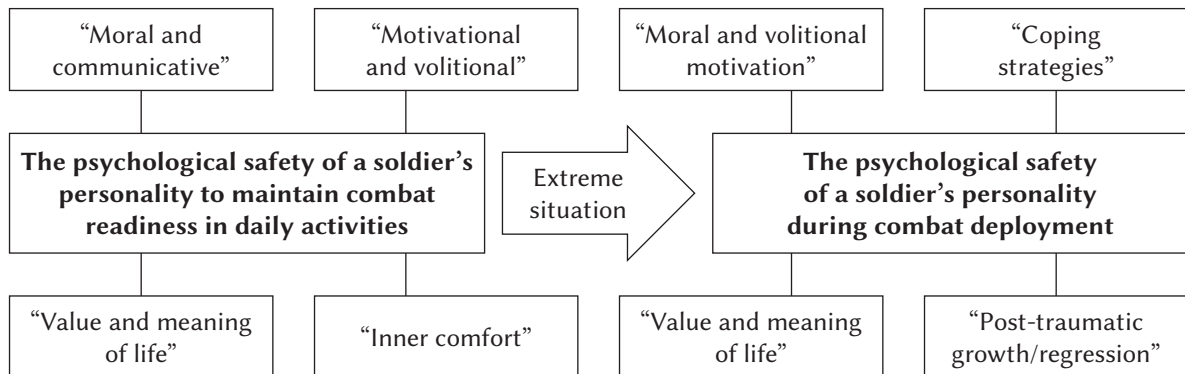 “Moral and
communicative”
“Motivational
and volitional”
“Moral and volitional
motivation”
“Coping
strategies”
The psychological safety of a soldier’s
personality to maintain combat
readiness in daily activities
Extreme
situation
The psychological safety
of a soldier’s personality
during combat deployment
“Value and meaning
of life”
“Inner comfort”
“Value and meaning
of life”
“Post-traumatic
growth/regression”